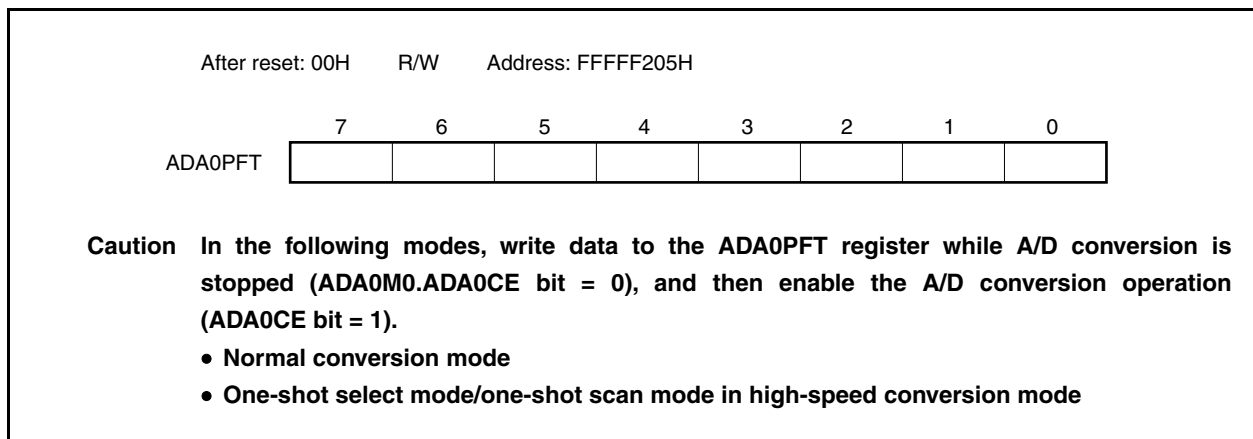 After reset: 00H R/W Address: FFFFF205H
7 6 5 4 3 2 1 0
ADA0PFT
Caution In the following modes, write data to the ADA0PFT register while A/D conversion is
stopped (ADA0M0.ADA0CE bit = 0), and then enable the A/D conversion operation
(ADA0CE bit = 1).
• Normal conversion mode
• One-shot select mode/one-shot scan mode in high-speed conversion mode